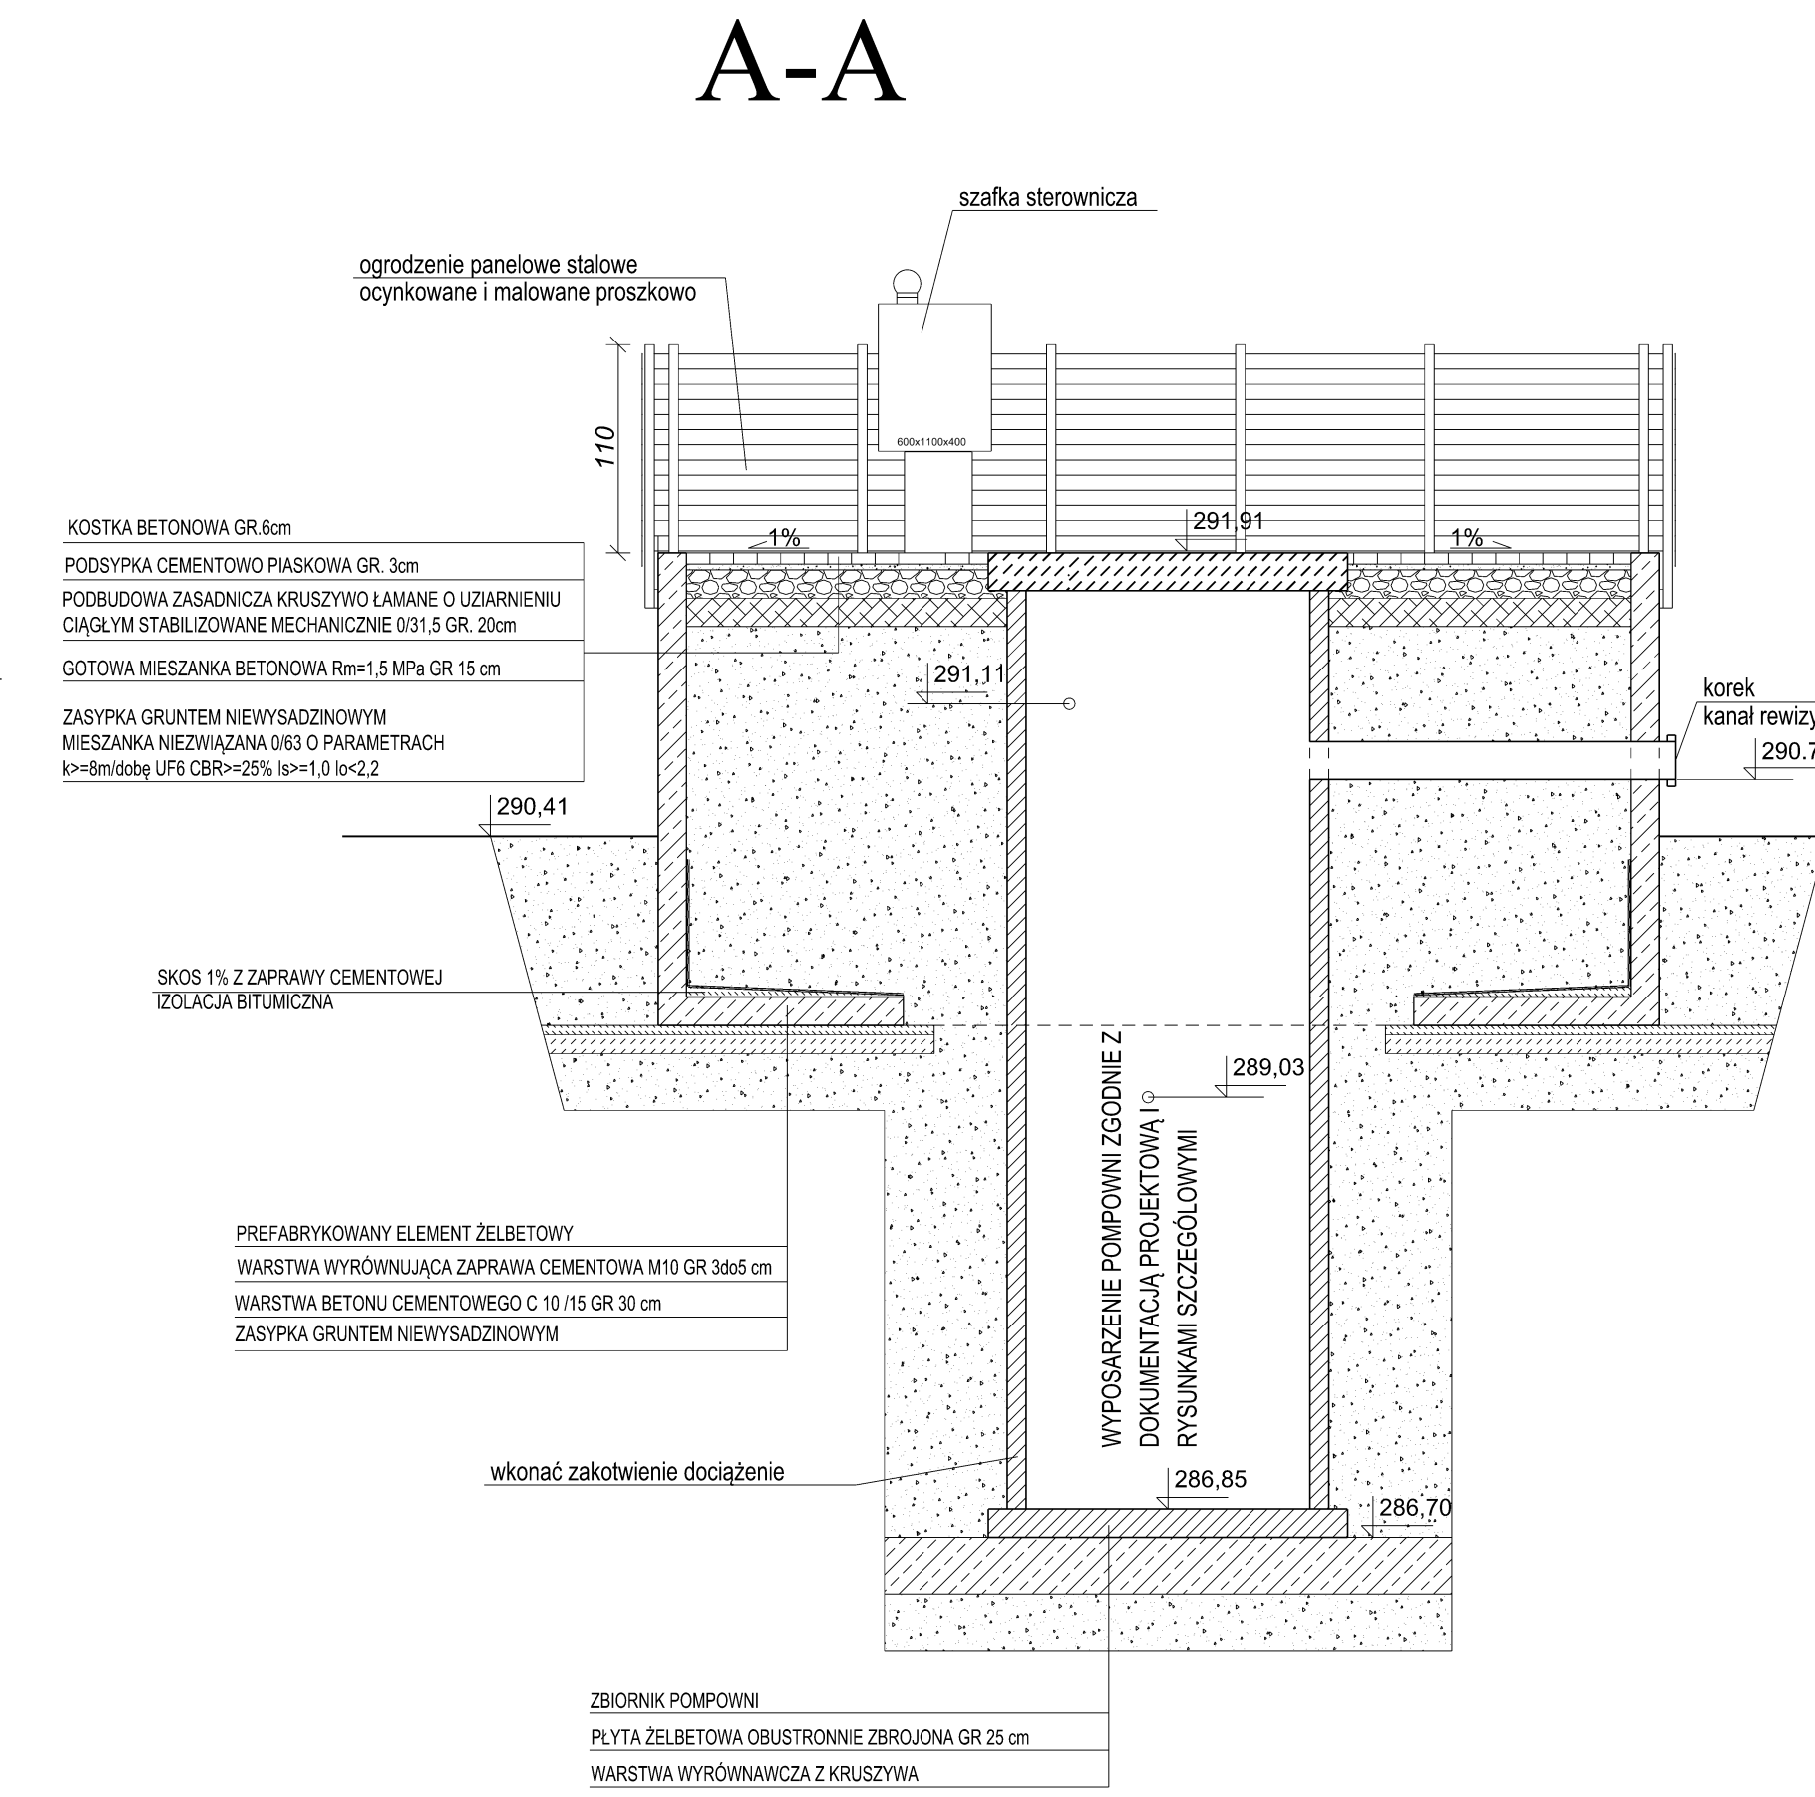 A-A
szafka sterownicza
ogrodzenie panelowe stalowe
ocynkowane i malowane proszkowo
600x1100x400
110
291,91
1%
1%
KOSTKA BETONOWA GR.6cm
PODSYPKA CEMENTOWO PIASKOWA GR. 3cm
PODBUDOWA ZASADNICZA KRUSZYWO ŁAMANE O UZIARNIENIU
CIĄGŁYM STABILIZOWANE MECHANICZNIE 0/31,5 GR. 20cm
GOTOWA MIESZANKA BETONOWA Rm=1,5 MPa GR 15 cm
ZASYPKA GRUNTEM NIEWYSADZINOWYM
MIESZANKA NIEZWIĄZANA 0/63 O PARAMETRACH
k>=8m/dobę UF6 CBR>=25% Is>=1,0 Io<2,2
291,11
korek
kanał rewizy
290.7
290,41
SKOS 1% Z ZAPRAWY CEMENTOWEJ
IZOLACJA BITUMICZNA
289,03
WYPOSARZENIE POMPOWNI ZGODNIE Z
DOKUMENTACJĄ PROJEKTOWĄ I
RYSUNKAMI SZCZEGÓLOWYMI
PREFABRYKOWANY ELEMENT ŻELBETOWY
WARSTWA WYRÓWNUJĄCA ZAPRAWA CEMENTOWA M10 GR 3do5 cm
WARSTWA BETONU CEMENTOWEGO C 10 /15 GR 30 cm
ZASYPKA GRUNTEM NIEWYSADZINOWYM
wkonać zakotwienie dociążenie
286,85
286,70
ZBIORNIK POMPOWNI
PŁYTA ŻELBETOWA OBUSTRONNIE ZBROJONA GR 25 cm
WARSTWA WYRÓWNAWCZA Z KRUSZYWA